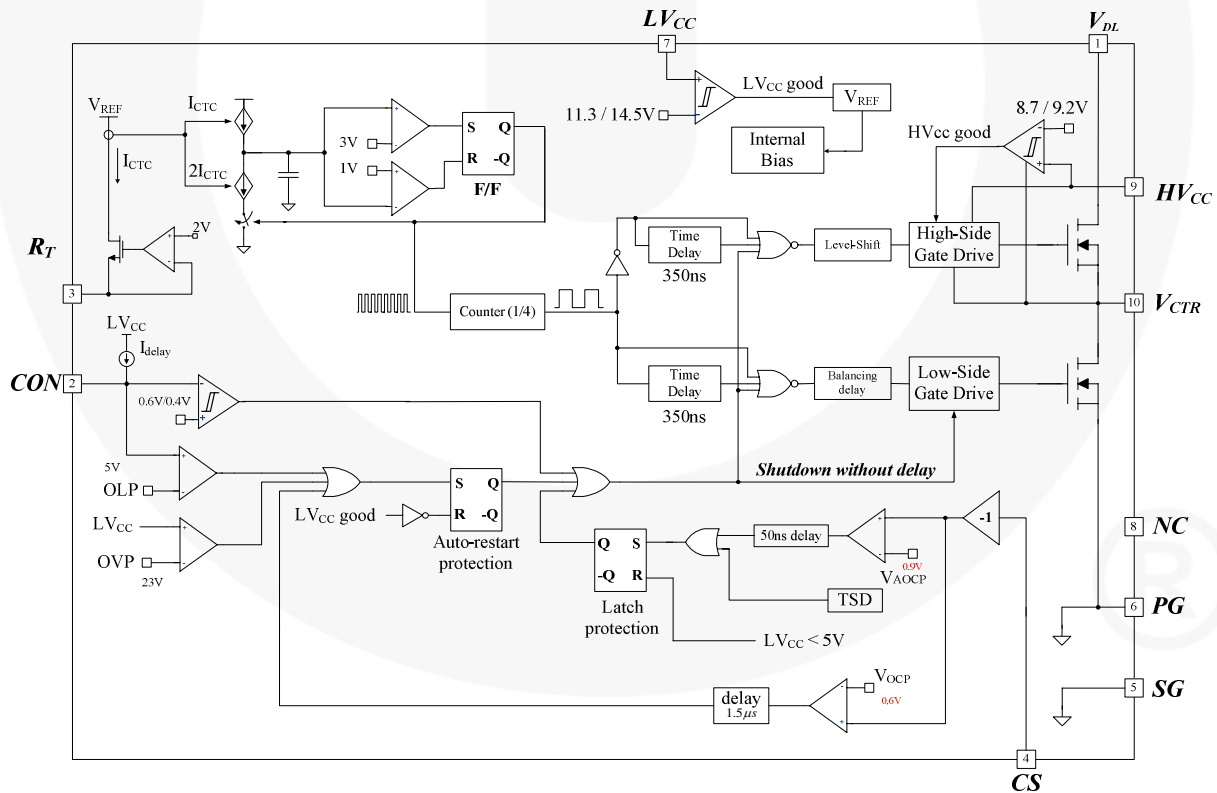 LVCC
VDL
7
1
VREF
ICTC
ICTC
2ICTC
3V
1V
+
-
+
-
S
Q
R
-Q
F/F
+
-
LVCC good
11.3 / 14.5V
VREF
Internal
Bias
8.7 / 9.2V
HVcc good
-
+
9
HVCC
RT
3
2V
+
-
Time
Delay
350ns
Level-Shift
High-Side
Gate Drive
10
VCTR
Counter (1/4)
LVCC
Idelay
CON
2
0.6V/0.4V
-
+
Time
Delay
350ns
Balancing
delay
Low-Side
Gate Drive
5V
OLP
+
-
LVCC
OVP
23V
+
-
LVCC good
S
Q
R
-Q
Auto-restart
protection
Shutdown without delay
Q
S
-Q
R
Latch
protection
50ns delay
+
-
0.9V
VAOCP
-1
TSD
LVCC < 5V
8
NC
6
PG
5
SG
delay
1.5μs
VOCP
0.6V
-
+
4
CS
R